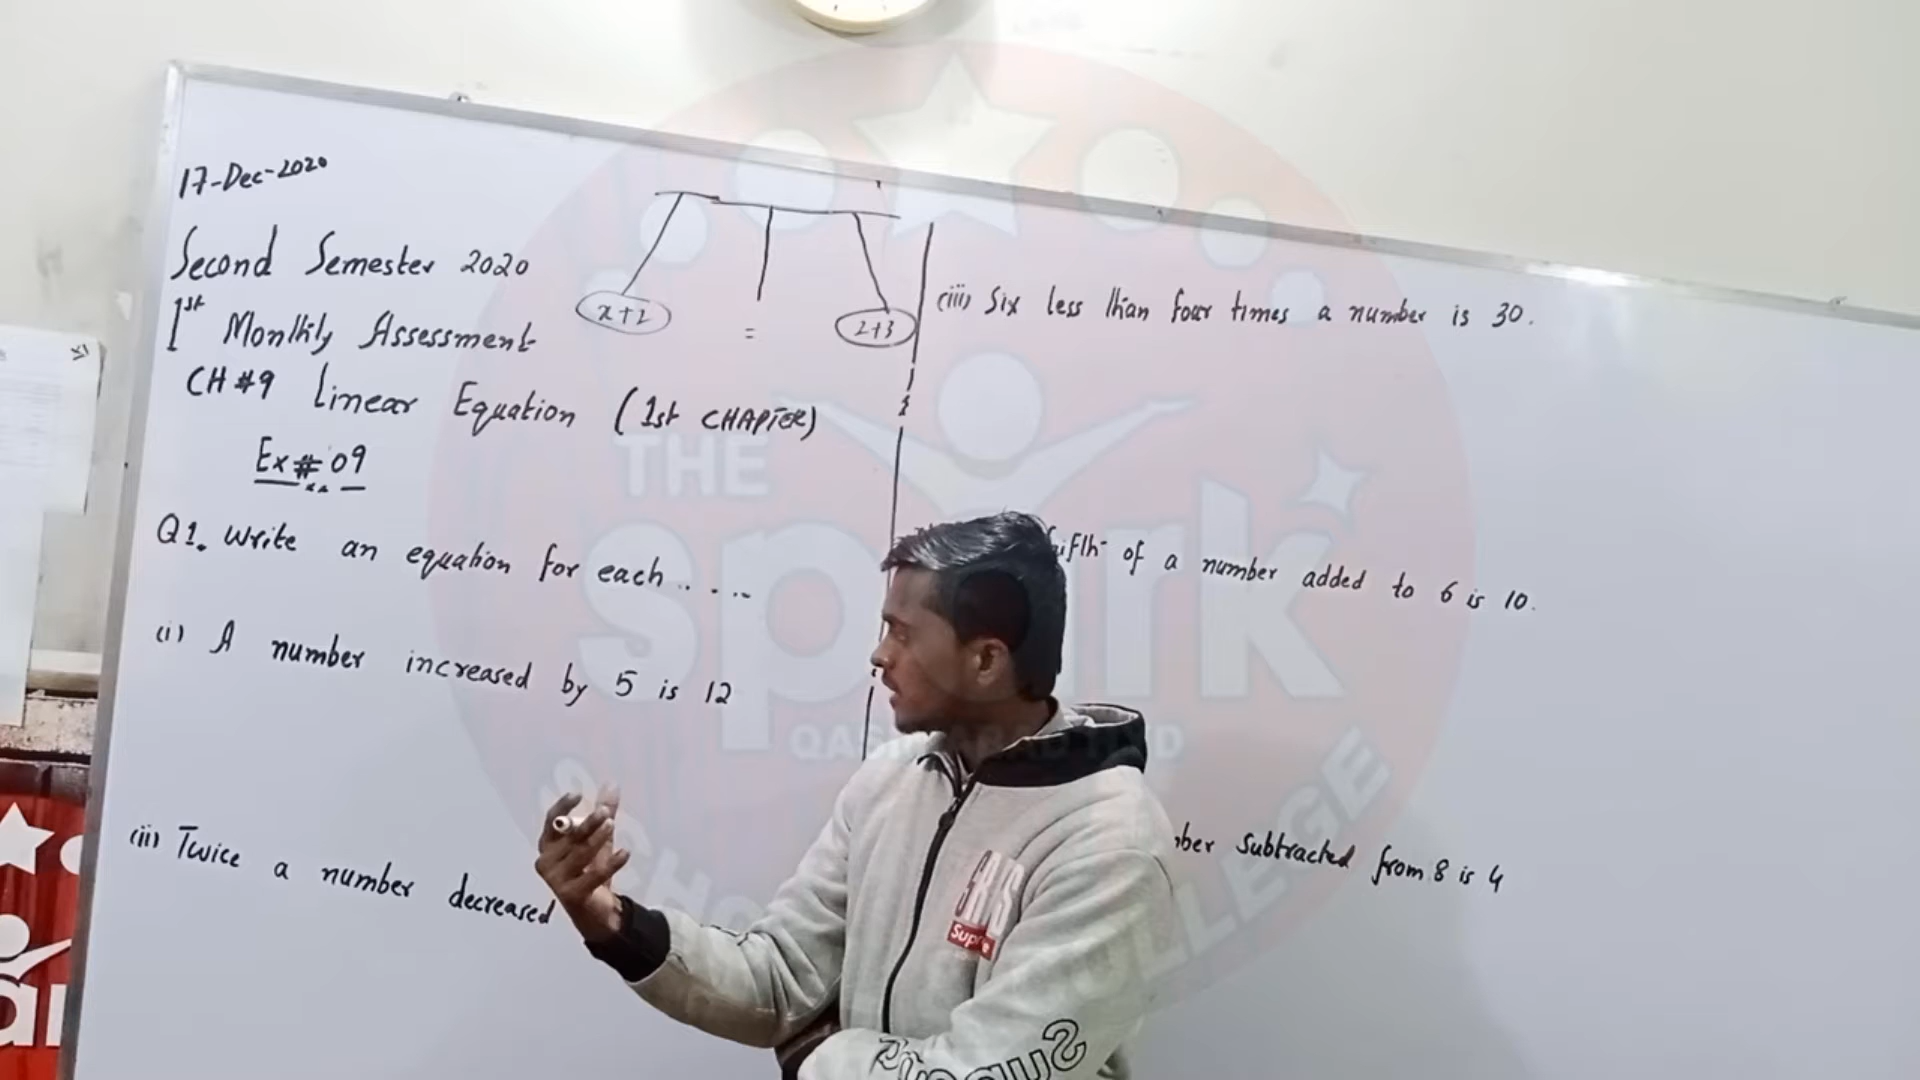 17-Dec-2020
Second Semester 2020
1st Monthly Assessment
CH #9 Linear Equation (1st CHAPTER)
Ex# 09
Q1. Write an equation for each .....
(i) A number increased by 5 is 12
(ii) Twice a number decreased
x+2 = 2+3
(iii) Six less than four times a number is 30.
of a number added to 6 is 10.
subtracted from 8 is 4
THE
spark
SCHOOL
COLLEGE
SKMS